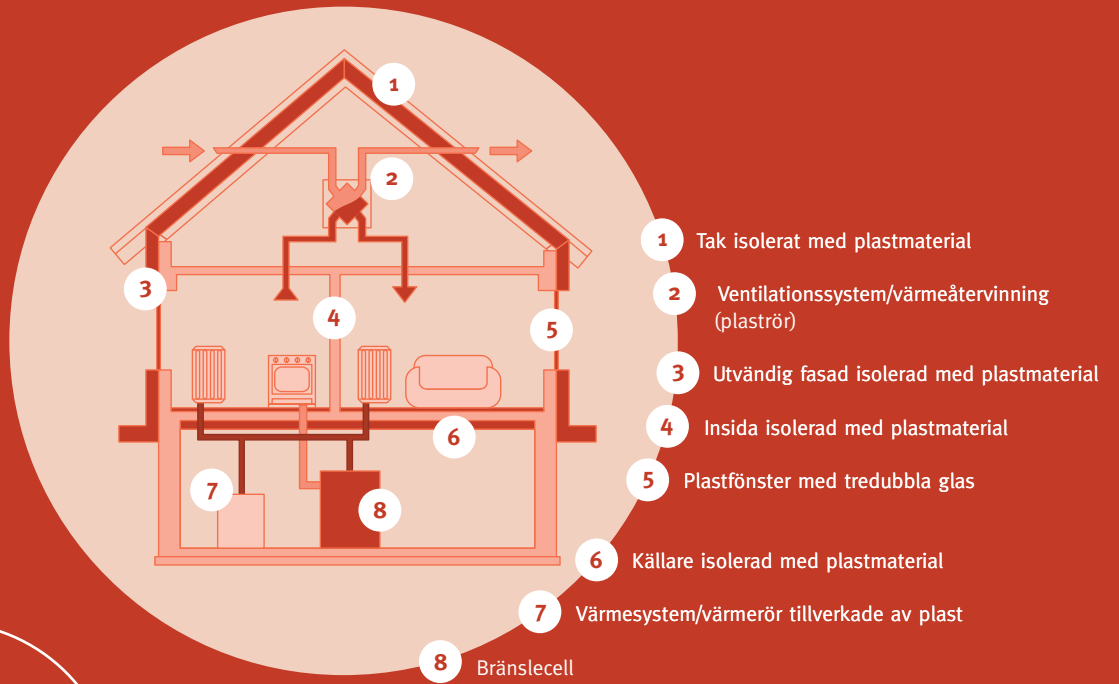 1
2
3
4
5
6
7
8
1 Tak isolerat med plastmaterial
2 Ventilationssystem/värmeåtervinning
(plaströr)
3 Utvändig fasad isolerad med plastmaterial
4 Insida isolerad med plastmaterial
5 Plastfönster med tredubbla glas
6 Källare isolerad med plastmaterial
7 Värmesystem/värmerör tillverkade av plast
8 Bränslecell